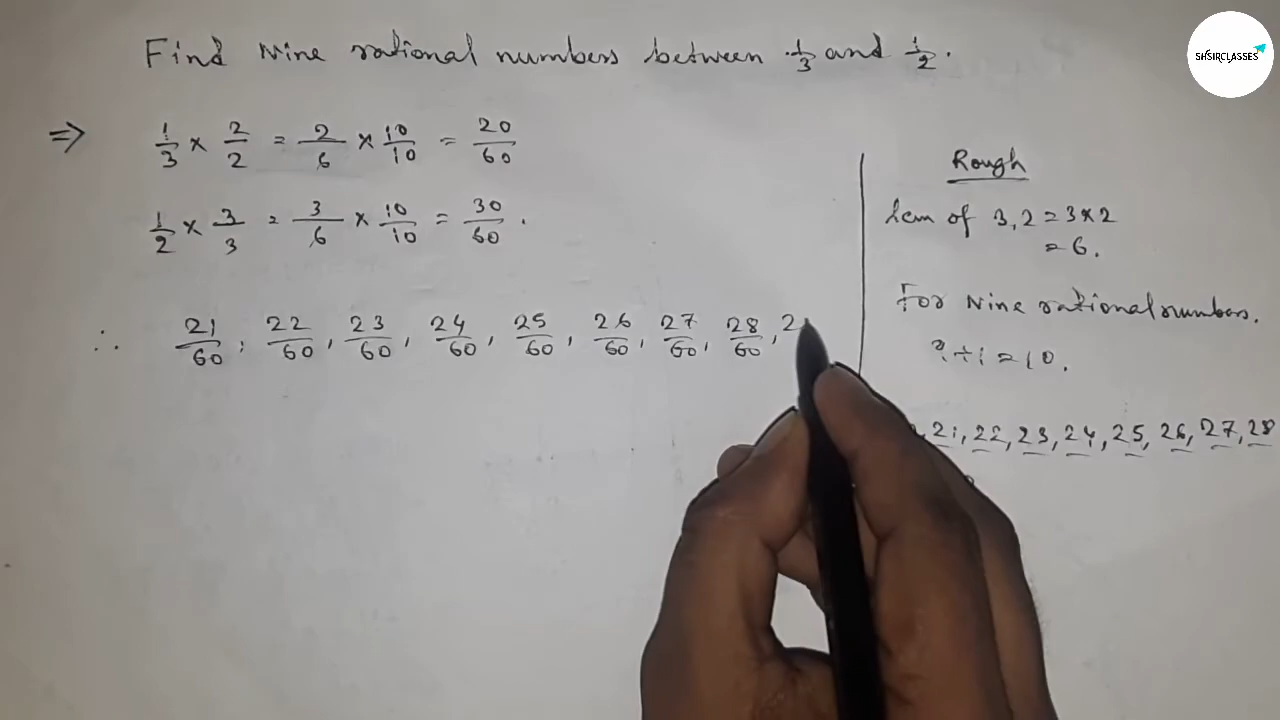 SHSIRCLASSES
Find Nine rational numbers between 1/3 and 1/2.
⇒ 1/3 × 2/2 = 2/6 × 10/10 = 20/60
1/2 × 3/3 = 3/6 × 10/10 = 30/60.
∴ 21/60, 22/60, 23/60, 24/60, 25/60, 26/60, 27/60, 28/60, 2
Rough
Lcm of 3, 2 = 3×2
= 6.
For Nine rational numbers.
9+1 = 10.
, 21, 22, 23, 24, 25, 26, 27, 28